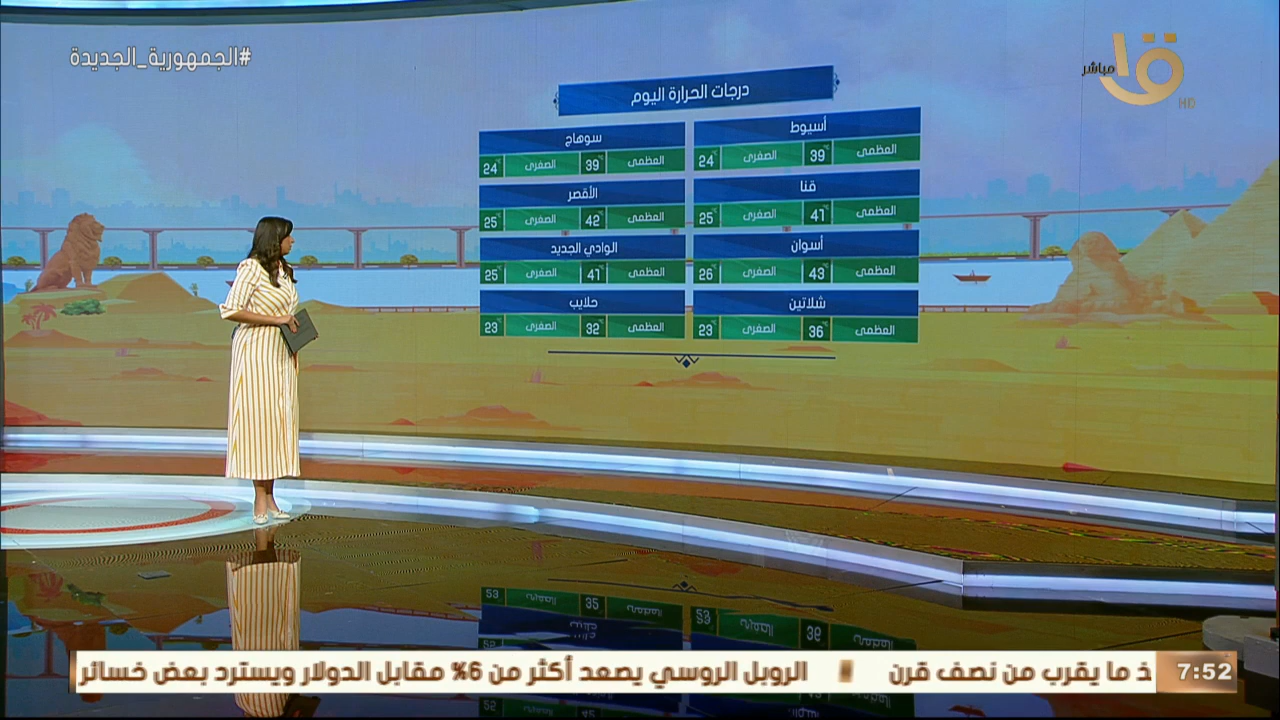 #الجمهورية_الجديدة
مباشر
HD
درجات الحرارة اليوم
أسيوط
العظمى 39 الصغرى 24
سوهاج
العظمى 39 الصغرى 24
قنا
العظمى 41 الصغرى 25
الأقصر
العظمى 42 الصغرى 25
أسوان
العظمى 43 الصغرى 26
الوادي الجديد
العظمى 41 الصغرى 25
شلاتين
العظمى 36 الصغرى 23
حلايب
العظمى 32 الصغرى 23
ذ ما يقرب من نصف قرن الروبل الروسي يصعد أكثر من 6% مقابل الدولار ويسترد بعض خسائر
7:52